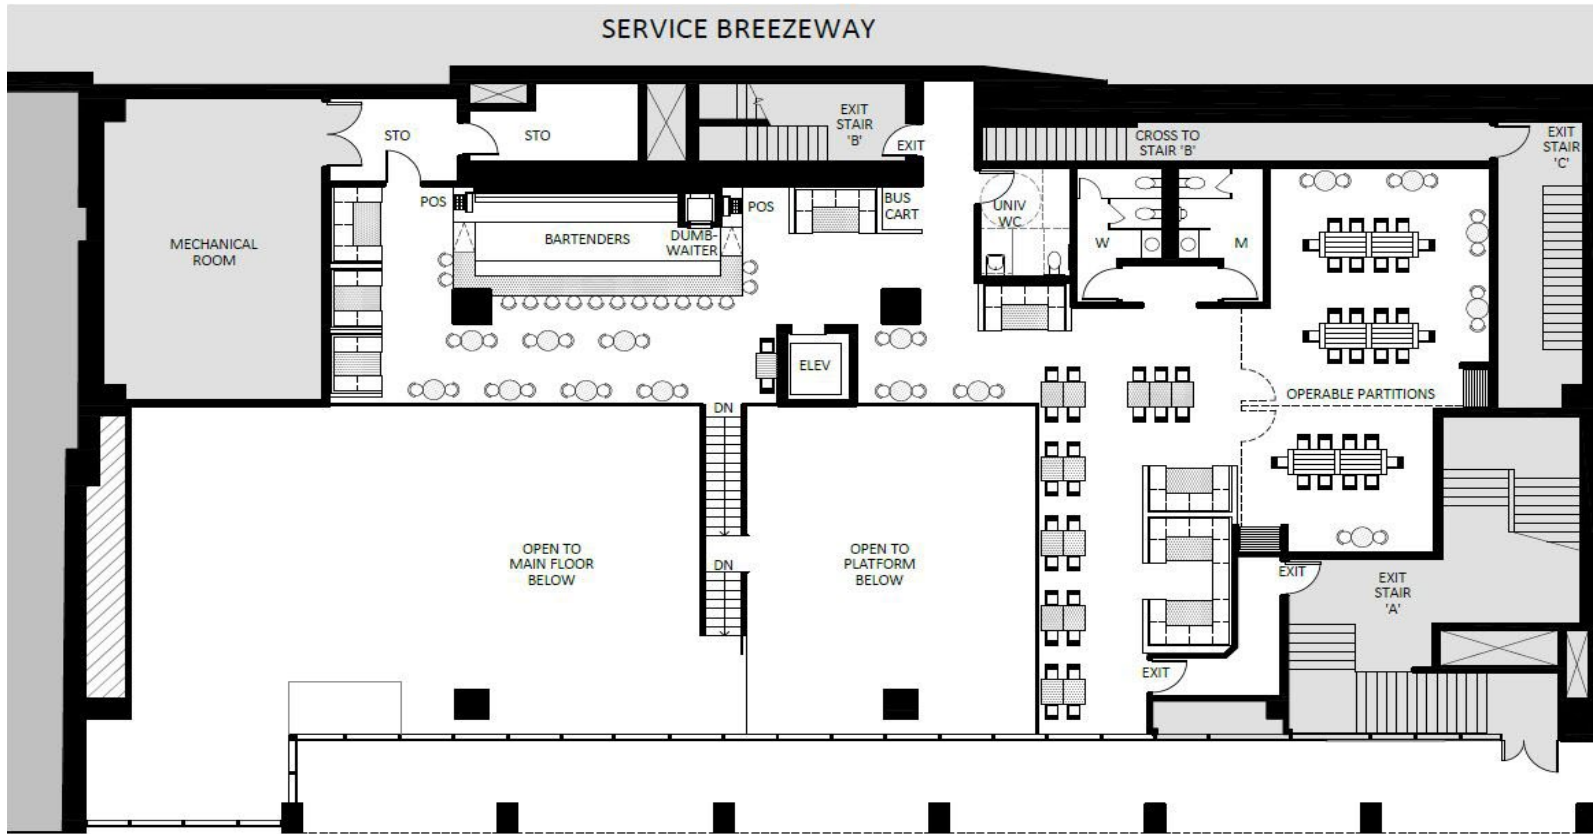 SERVICE BREEZEWAY
STO
STO
EXIT
STAIR
'B'
EXIT
CROSS TO
STAIR 'B'
EXIT
STAIR
'C'
MECHANICAL
ROOM
POS
BARTENDERS
DUMB-
WAITER
POS
BUS
CART
UNIV
WC
W
M
ELEV
OPERABLE PARTITIONS
DN
OPEN TO
MAIN FLOOR
BELOW
DN
OPEN TO
PLATFORM
BELOW
EXIT
EXIT
STAIR
'A'
EXIT